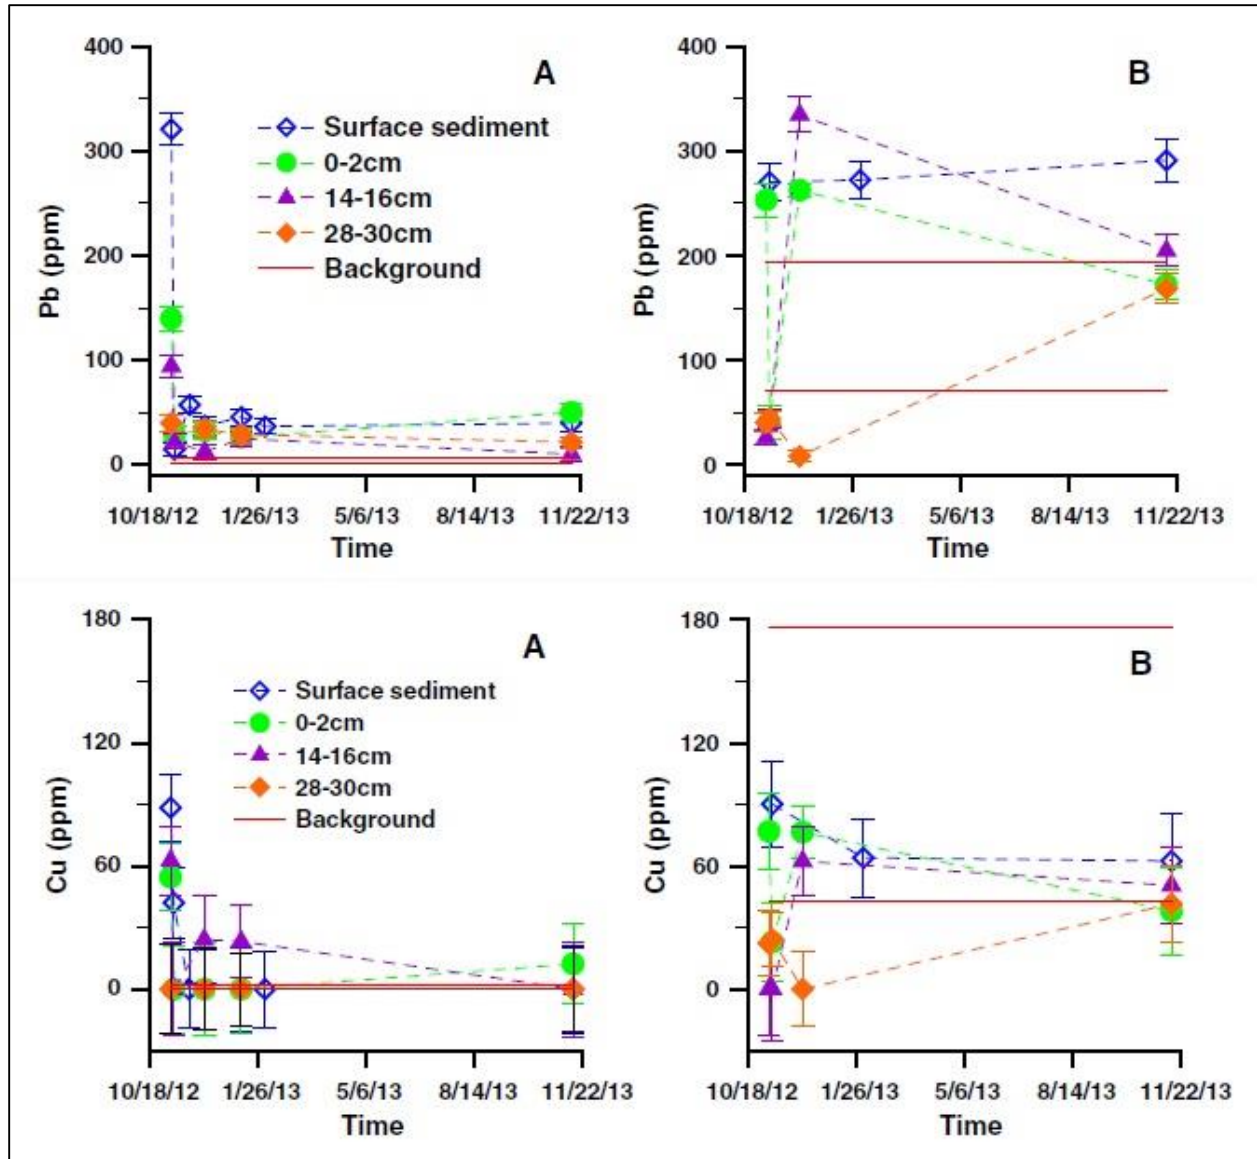 400
300
200
100
0
Pb (ppm)
A
Surface sediment
0-2cm
14-16cm
28-30cm
Background
10/18/12 1/26/13 5/6/13 8/14/13 11/22/13
Time
400
300
200
100
0
Pb (ppm)
B
10/18/12 1/26/13 5/6/13 8/14/13 11/22/13
Time
180
120
60
0
Cu (ppm)
A
Surface sediment
0-2cm
14-16cm
28-30cm
Background
10/18/12 1/26/13 5/6/13 8/14/13 11/22/13
Time
180
120
60
0
Cu (ppm)
B
10/18/12 1/26/13 5/6/13 8/14/13 11/22/13
Time